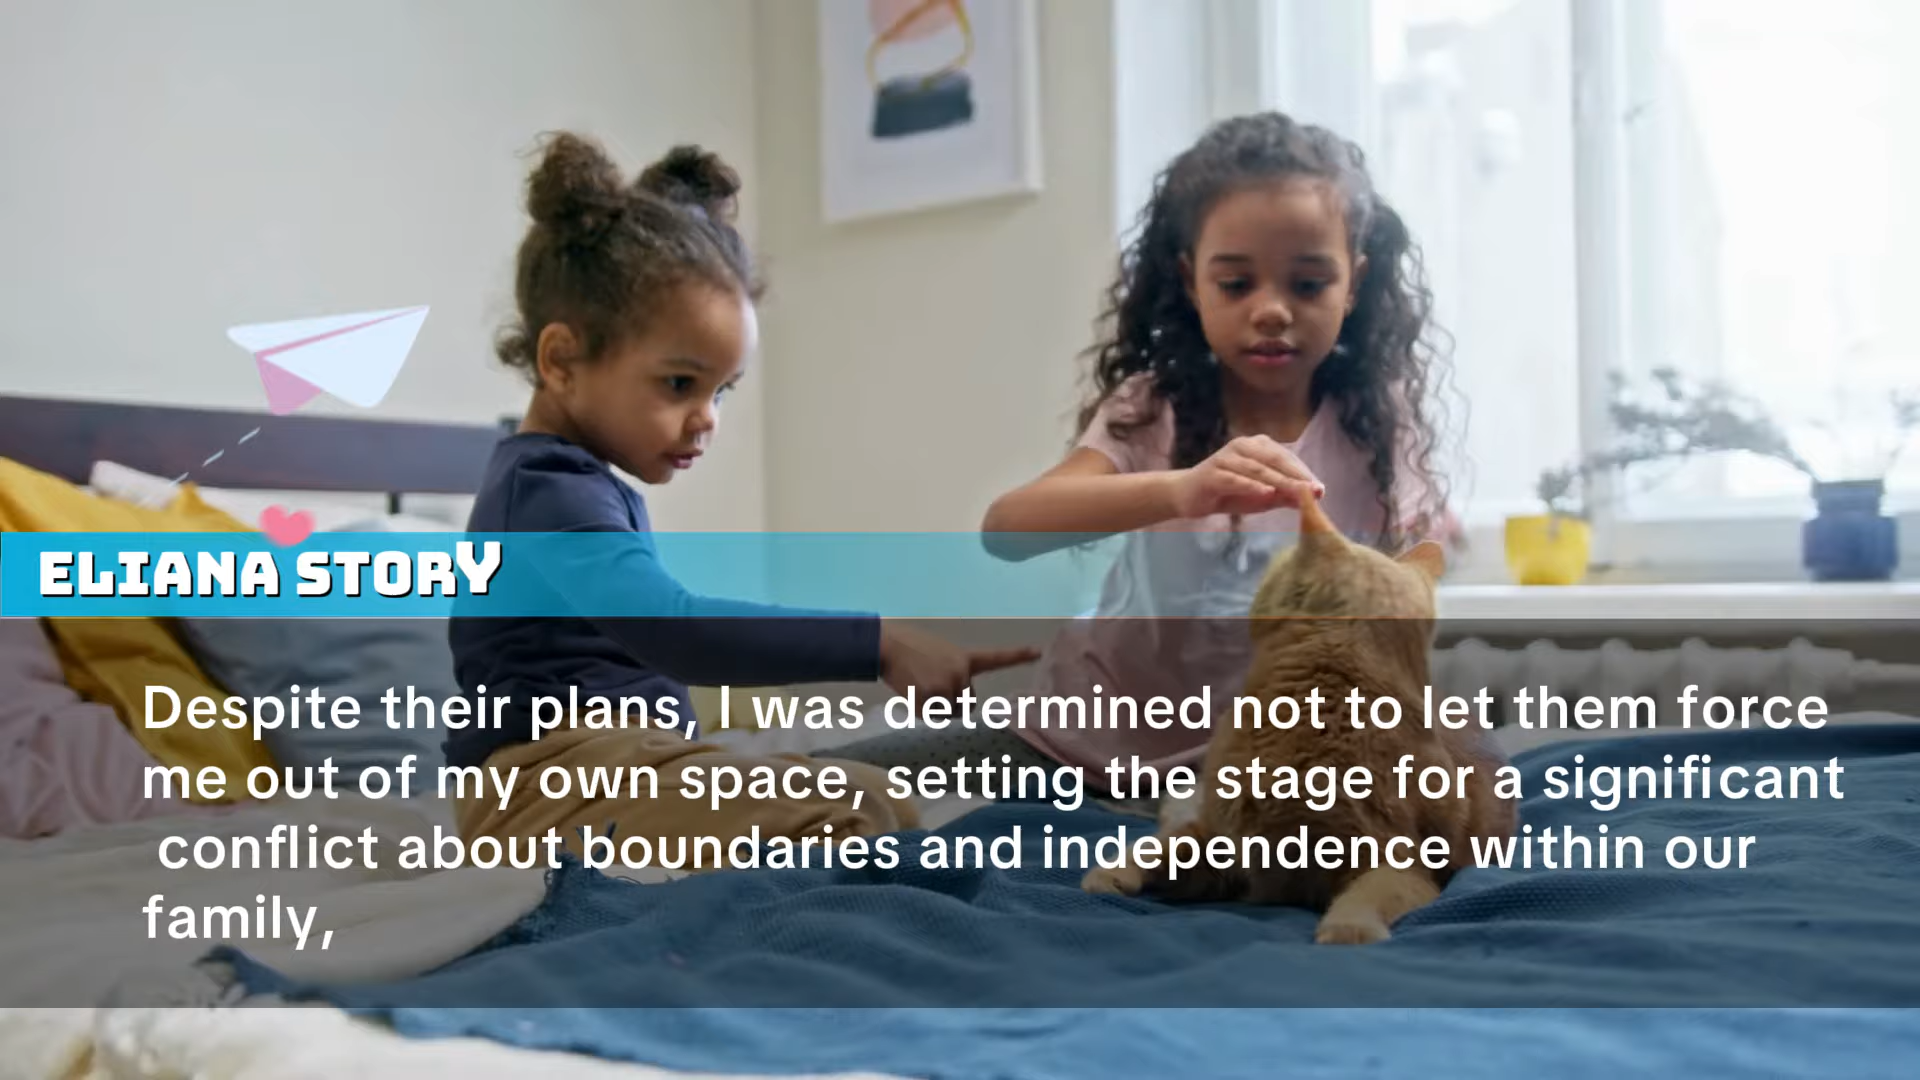 ELIANA STORY
Despite their plans, I was determined not to let them force
me out of my own space, setting the stage for a significant
conflict about boundaries and independence within our
family,